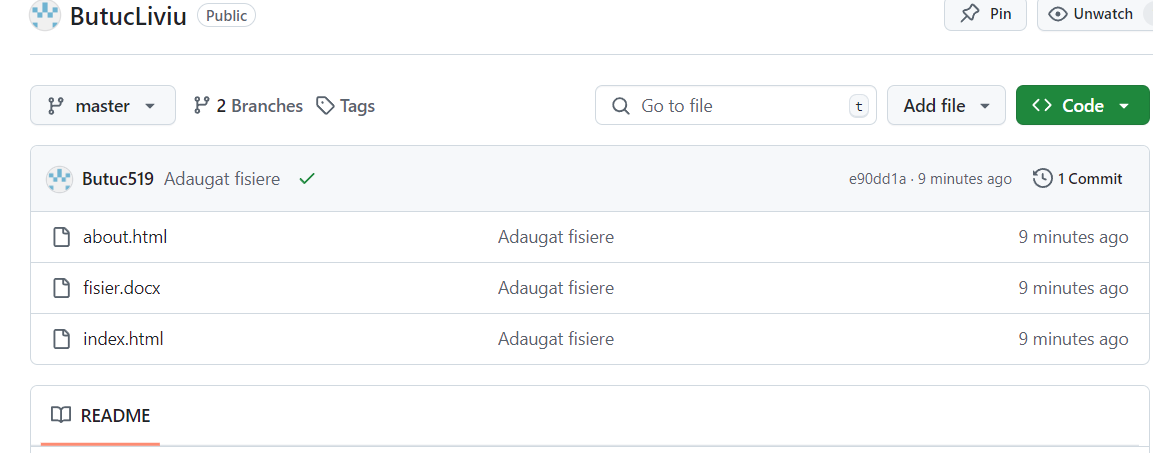 ButucLiviu Public Pin Unwatch
master 2 Branches Tags Go to file t Add file Code
Butuc519 Adaugat fisiere e90dd1a · 9 minutes ago 1 Commit
about.html Adaugat fisiere 9 minutes ago
fisier.docx Adaugat fisiere 9 minutes ago
index.html Adaugat fisiere 9 minutes ago
README